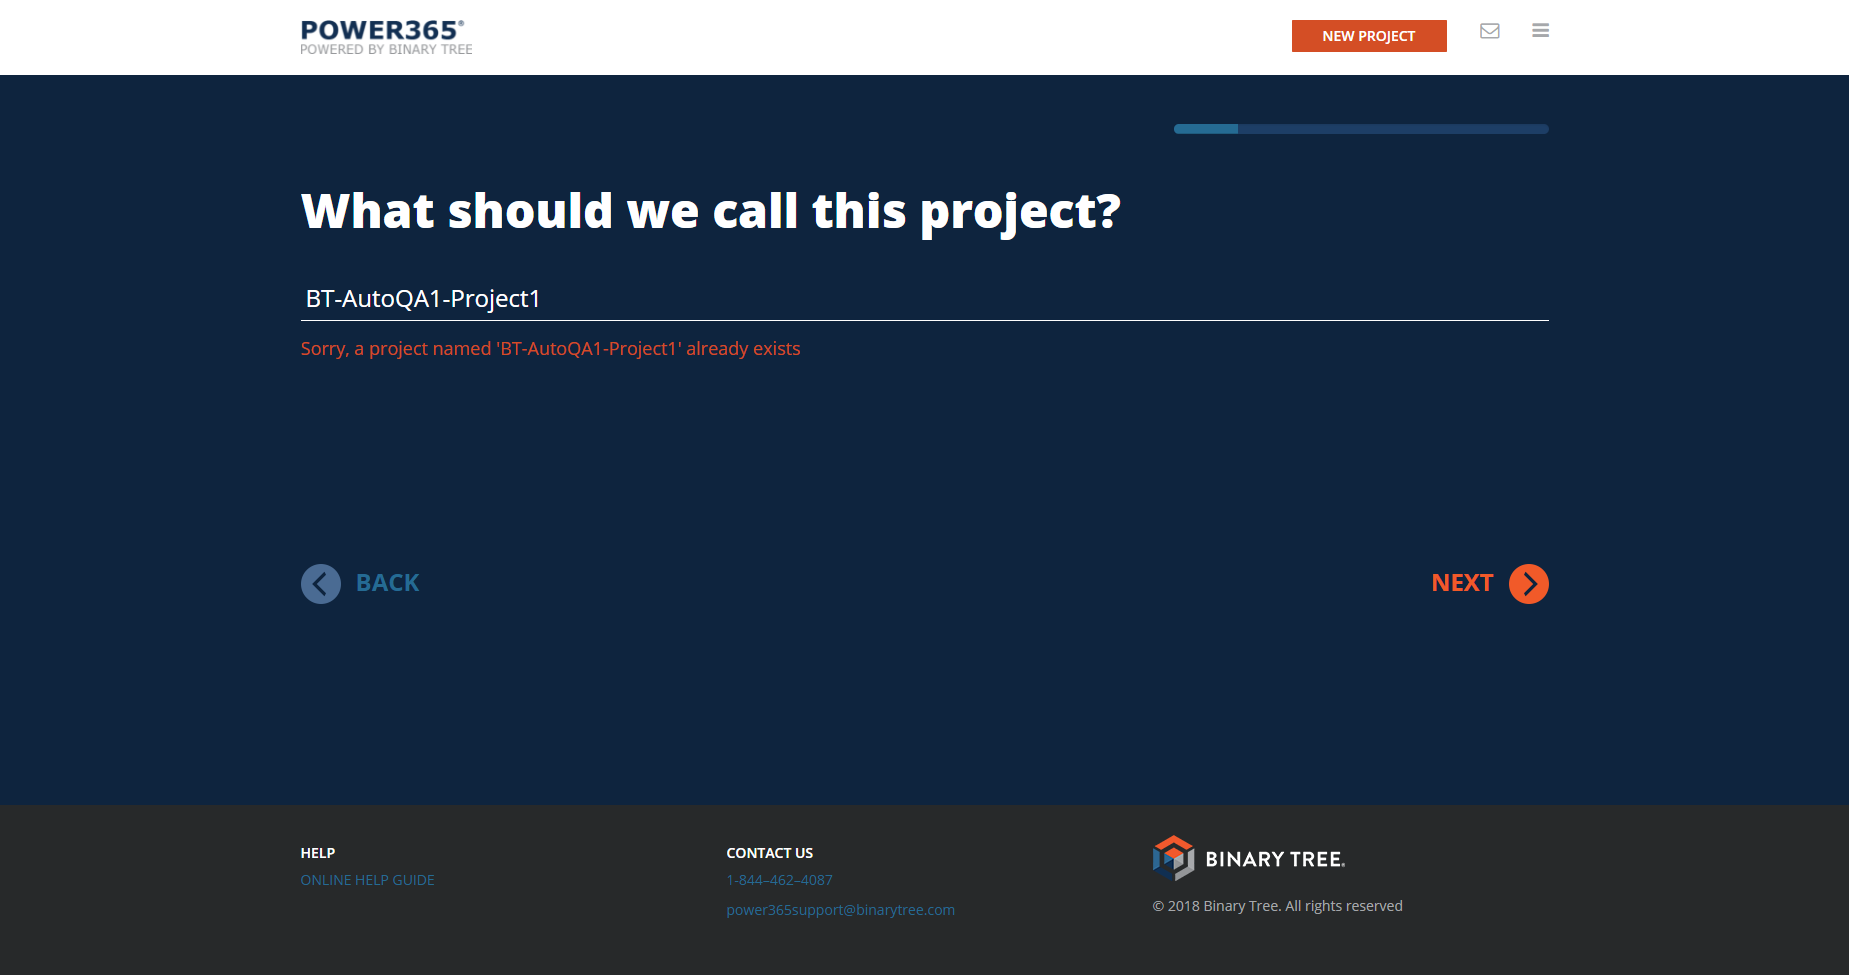 POWER365®
POWERED BY BINARY TREE
NEW PROJECT
What should we call this project?
BT-AutoQA1-Project1
Sorry, a project named 'BT-AutoQA1-Project1' already exists
BACK
NEXT
HELP
ONLINE HELP GUIDE
CONTACT US
1-844–462–4087
power365support@binarytree.com
BINARY TREE®
© 2018 Binary Tree. All rights reserved